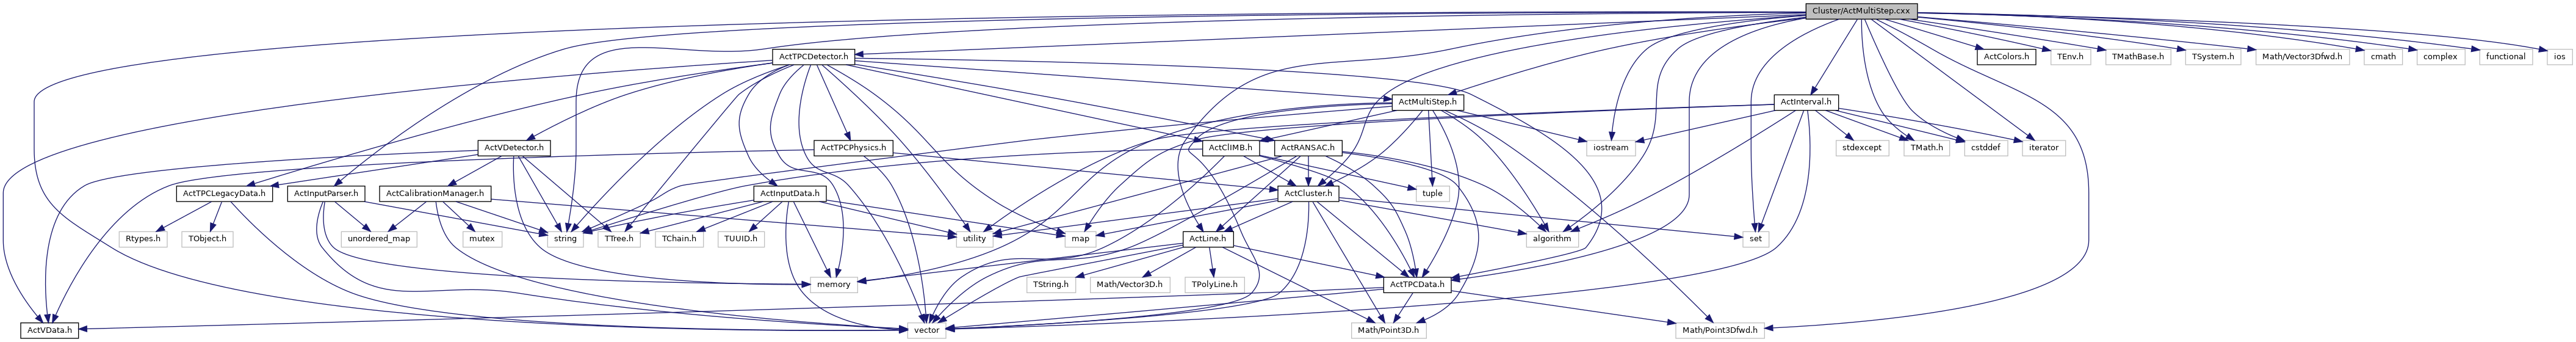 Cluster/ActMultiStep.cxx
ActTPCDetector.h
ActColors.h
TEnv.h
TMathBase.h
TSystem.h
Math/Vector3Dfwd.h
cmath
complex
functional
ios
ActMultiStep.h
ActInterval.h
ActVDetector.h
ActTPCPhysics.h
ActClIMB.h
ActRANSAC.h
iostream
stdexcept
TMath.h
cstddef
iterator
ActTPCLegacyData.h
ActInputParser.h
ActCalibrationManager.h
ActInputData.h
ActCluster.h
tuple
Rtypes.h
TObject.h
unordered_map
mutex
string
TTree.h
TChain.h
TUUID.h
utility
map
ActLine.h
algorithm
set
memory
TString.h
Math/Vector3D.h
TPolyLine.h
ActTPCData.h
ActVData.h
vector
Math/Point3D.h
Math/Point3Dfwd.h